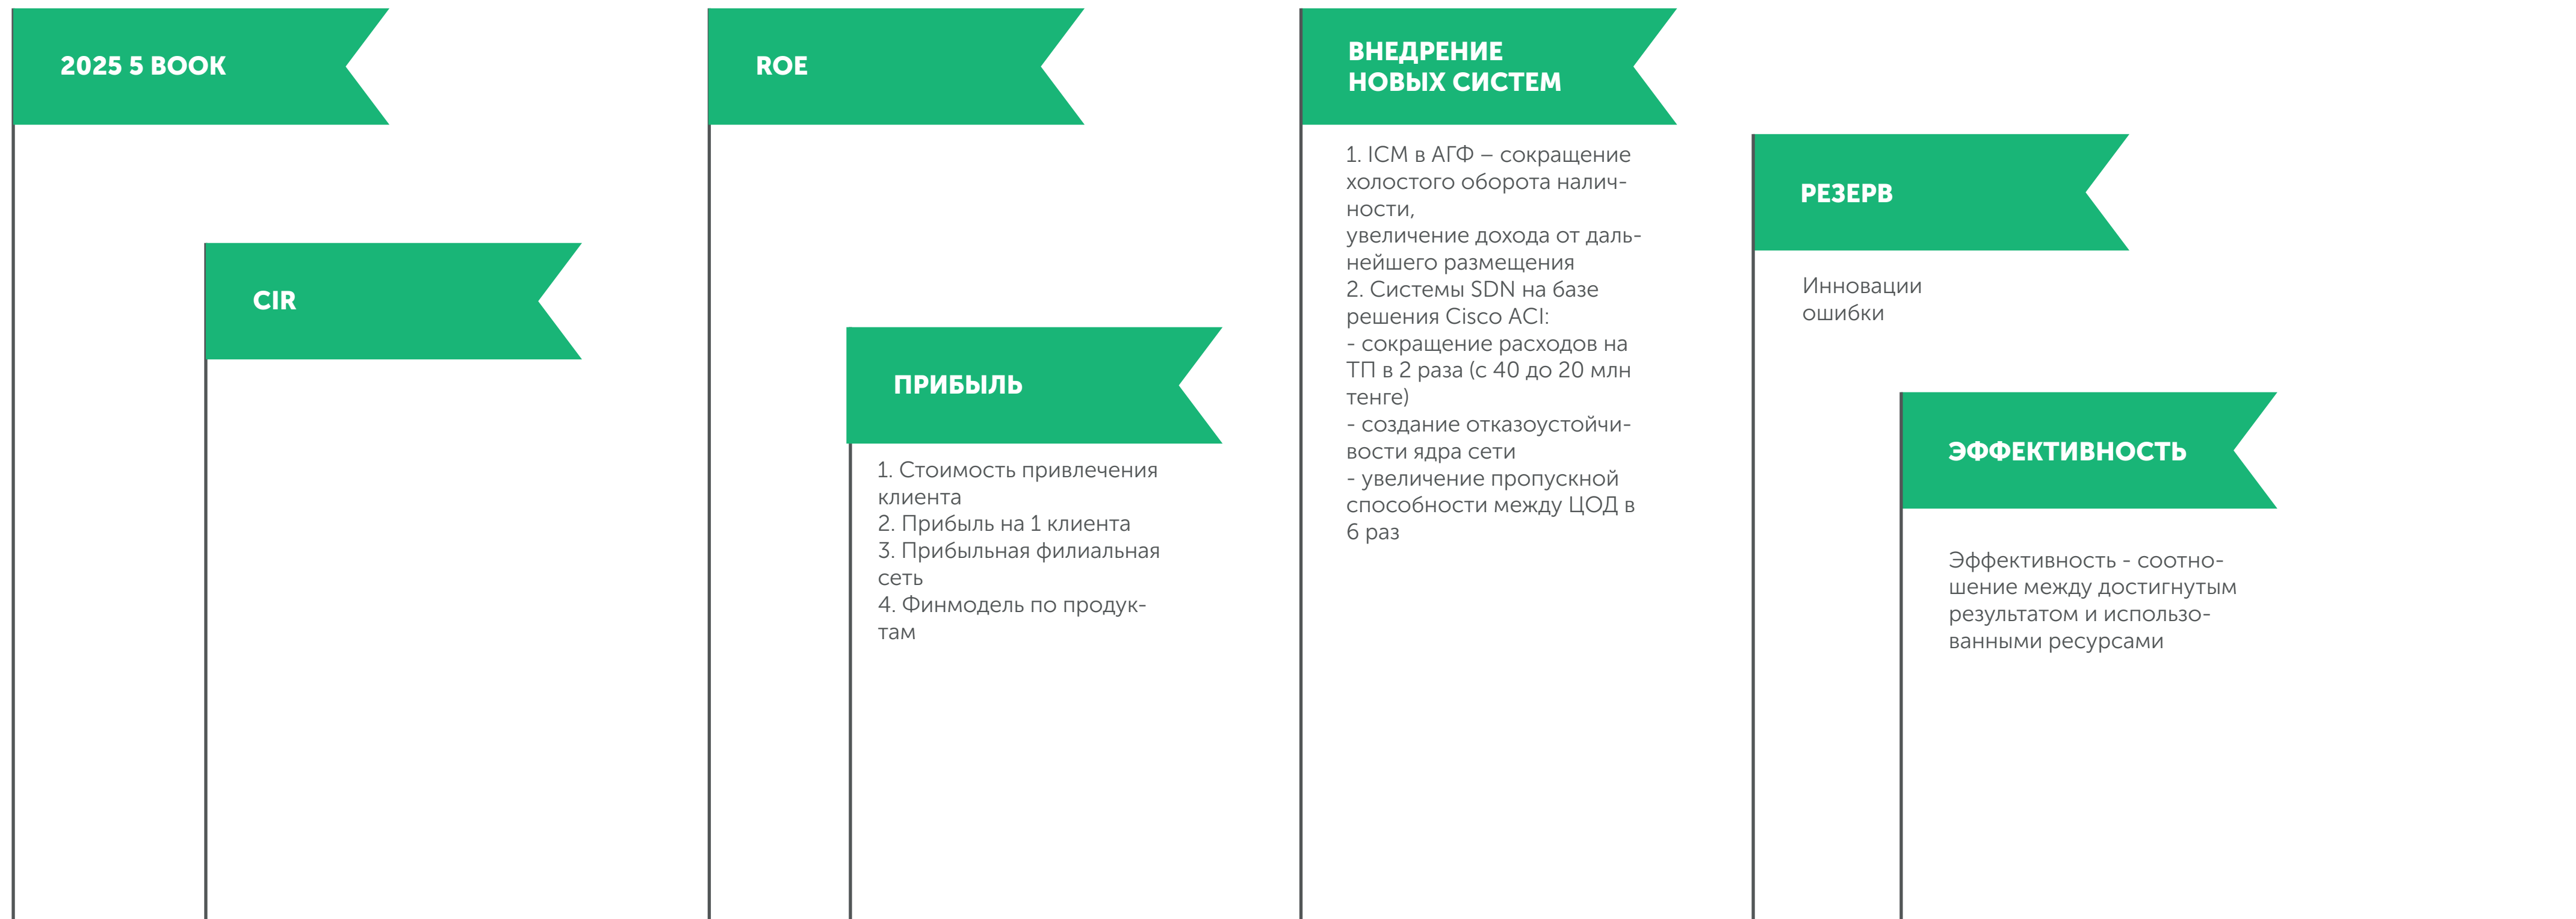 2025 5 BOOK
CIR
ROE
ПРИБЫЛЬ
1. Стоимость привлечения
клиента
2. Прибыль на 1 клиента
3. Прибыльная филиальная
сеть
4. Финмодель по продук-
там
ВНЕДРЕНИЕ
НОВЫХ СИСТЕМ
1. ICM в АГФ – сокращение
холостого оборота налич-
ности,
увеличение дохода от даль-
нейшего размещения
2. Системы SDN на базе
решения Cisco ACI:
- сокращение расходов на
ТП в 2 раза (с 40 до 20 млн
тенге)
- создание отказоустойчи-
вости ядра сети
- увеличение пропускной
способности между ЦОД в
6 раз
РЕЗЕРВ
Инновации
ошибки
ЭФФЕКТИВНОСТЬ
Эффективность - соотно-
шение между достигнутым
результатом и использо-
ванными ресурсами